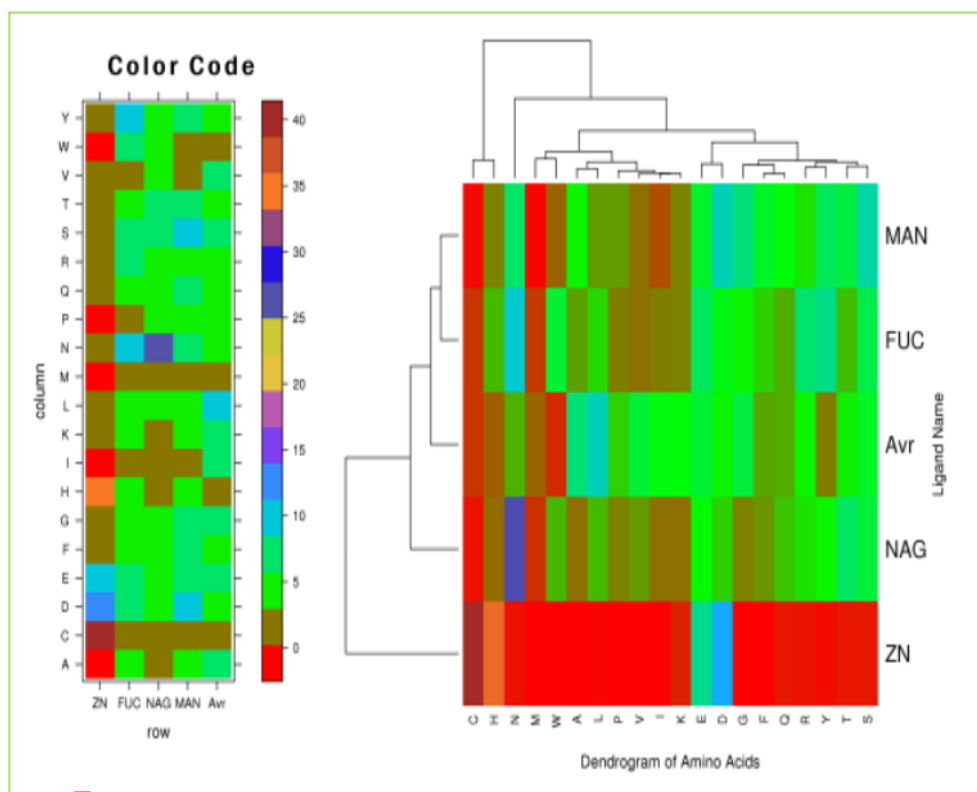 Color Code
Y
W
V
T
S
R
Q
P
N
M
L
K
I
H
G
F
E
D
C
A
column
ZN FUC NAG MAN Avr
row
40
35
30
25
20
15
10
5
0
MAN
FUC
Avr
NAG
ZN
Ligand Name
C H N M W A L P V I K E D G F Q R Y T S
Dendrogram of Amino Acids